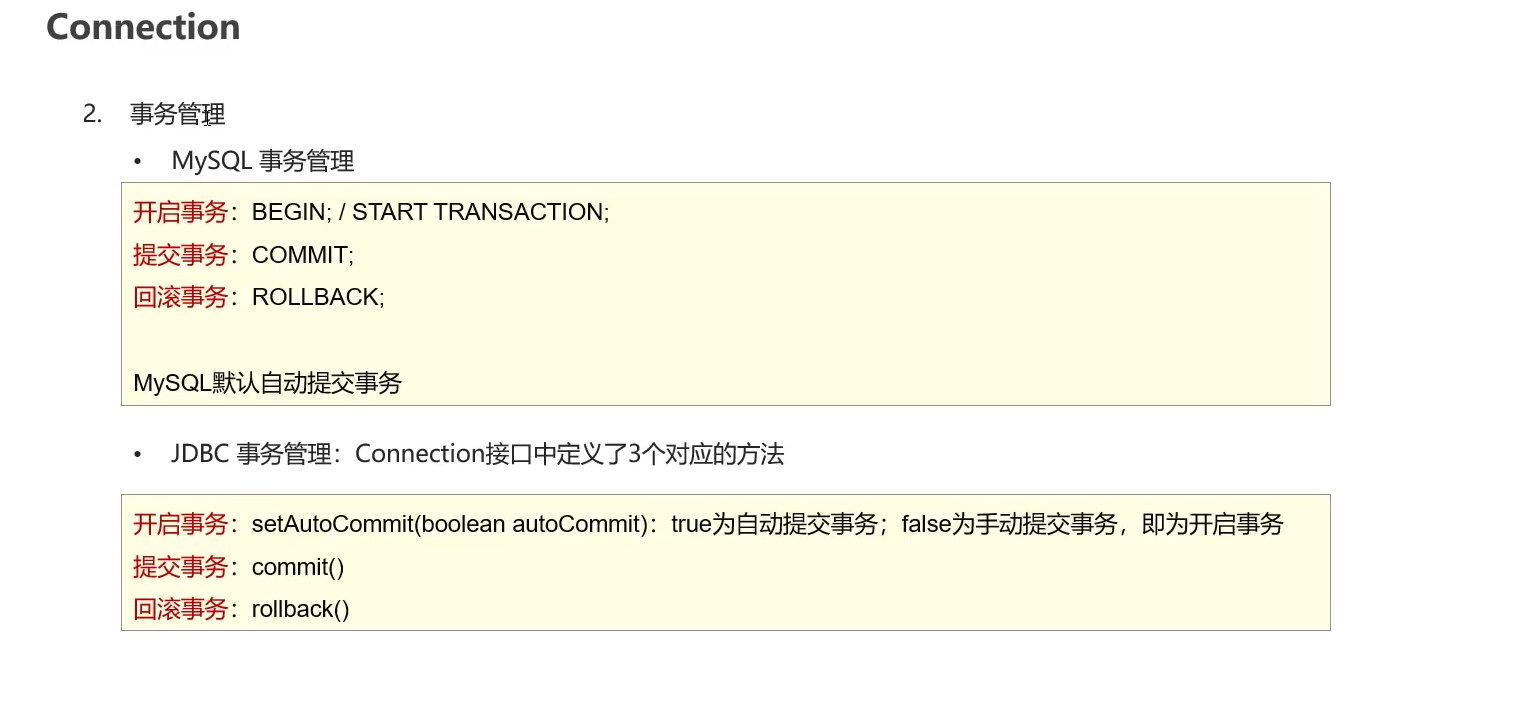 Connection
2. 事务管理
• MySQL 事务管理
开启事务：BEGIN; / START TRANSACTION;
提交事务：COMMIT;
回滚事务：ROLLBACK;
MySQL默认自动提交事务
• JDBC 事务管理：Connection接口中定义了3个对应的方法
开启事务：setAutoCommit(boolean autoCommit)：true为自动提交事务；false为手动提交事务，即为开启事务
提交事务：commit()
回滚事务：rollback()